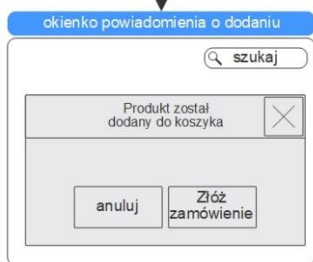 okienko powiadomienia o dodaniu
szukaj
Produkt został
dodany do koszyka
anuluj
Złóż
zamówienie